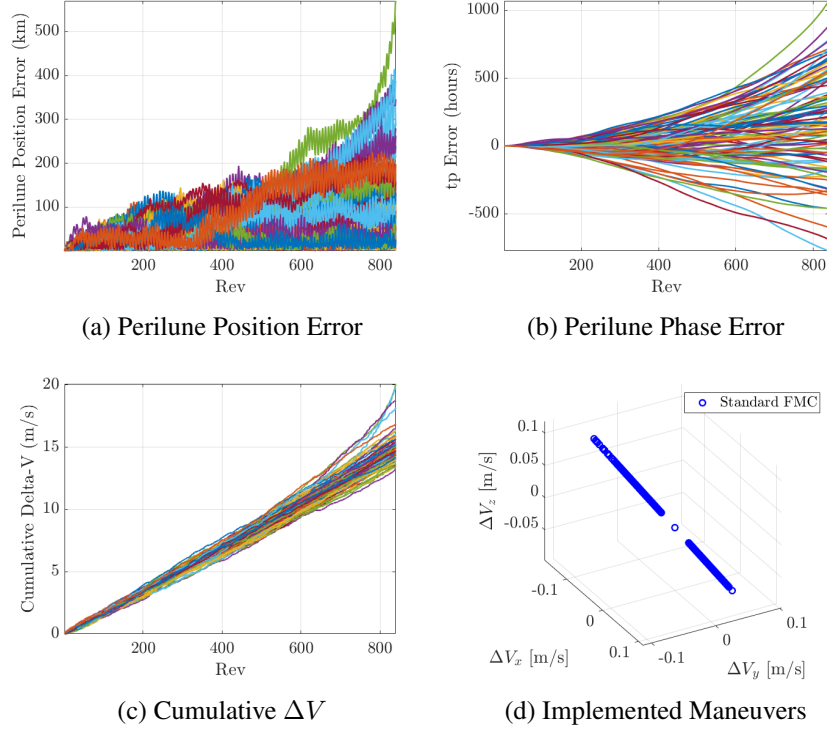 500
400
300
200
100
200
400
600
800
Perilune Position Error (km)
Rev
(a) Perilune Position Error
1000
500
0
-500
200
400
600
800
tp Error (hours)
Rev
(b) Perilune Phase Error
20
15
10
5
0
200
400
600
800
Cumulative Delta-V (m/s)
Rev
(c) Cumulative ΔV
Standard FMC
0.1
0.05
0
-0.05
ΔV_z [m/s]
-0.1
0
0.1
ΔV_x [m/s]
-0.1
0
0.1
ΔV_y [m/s]
(d) Implemented Maneuvers